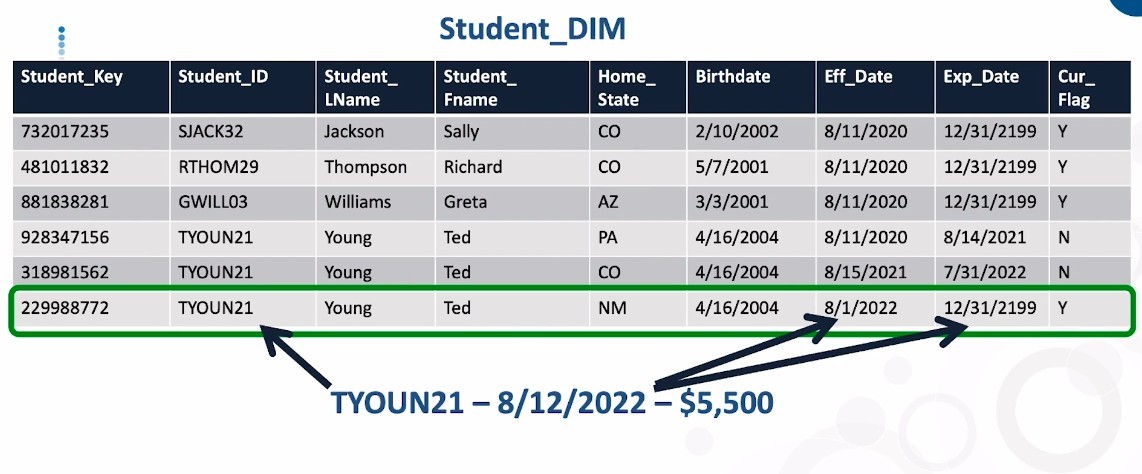 Student_DIM
Student_Key Student_ID Student_ Student_ Home_ Birthdate Eff_Date Exp_Date Cur_
LName Fname State Flag
732017235 SJACK32 Jackson Sally CO 2/10/2002 8/11/2020 12/31/2199 Y
481011832 RTHOM29 Thompson Richard CO 5/7/2001 8/11/2020 12/31/2199 Y
881838281 GWILL03 Williams Greta AZ 3/3/2001 8/11/2020 12/31/2199 Y
928347156 TYOUN21 Young Ted PA 4/16/2004 8/11/2020 8/14/2021 N
318981562 TYOUN21 Young Ted CO 4/16/2004 8/15/2021 7/31/2022 N
229988772 TYOUN21 Young Ted NM 4/16/2004 8/1/2022 12/31/2199 Y
TYOUN21 – 8/12/2022 – $5,500